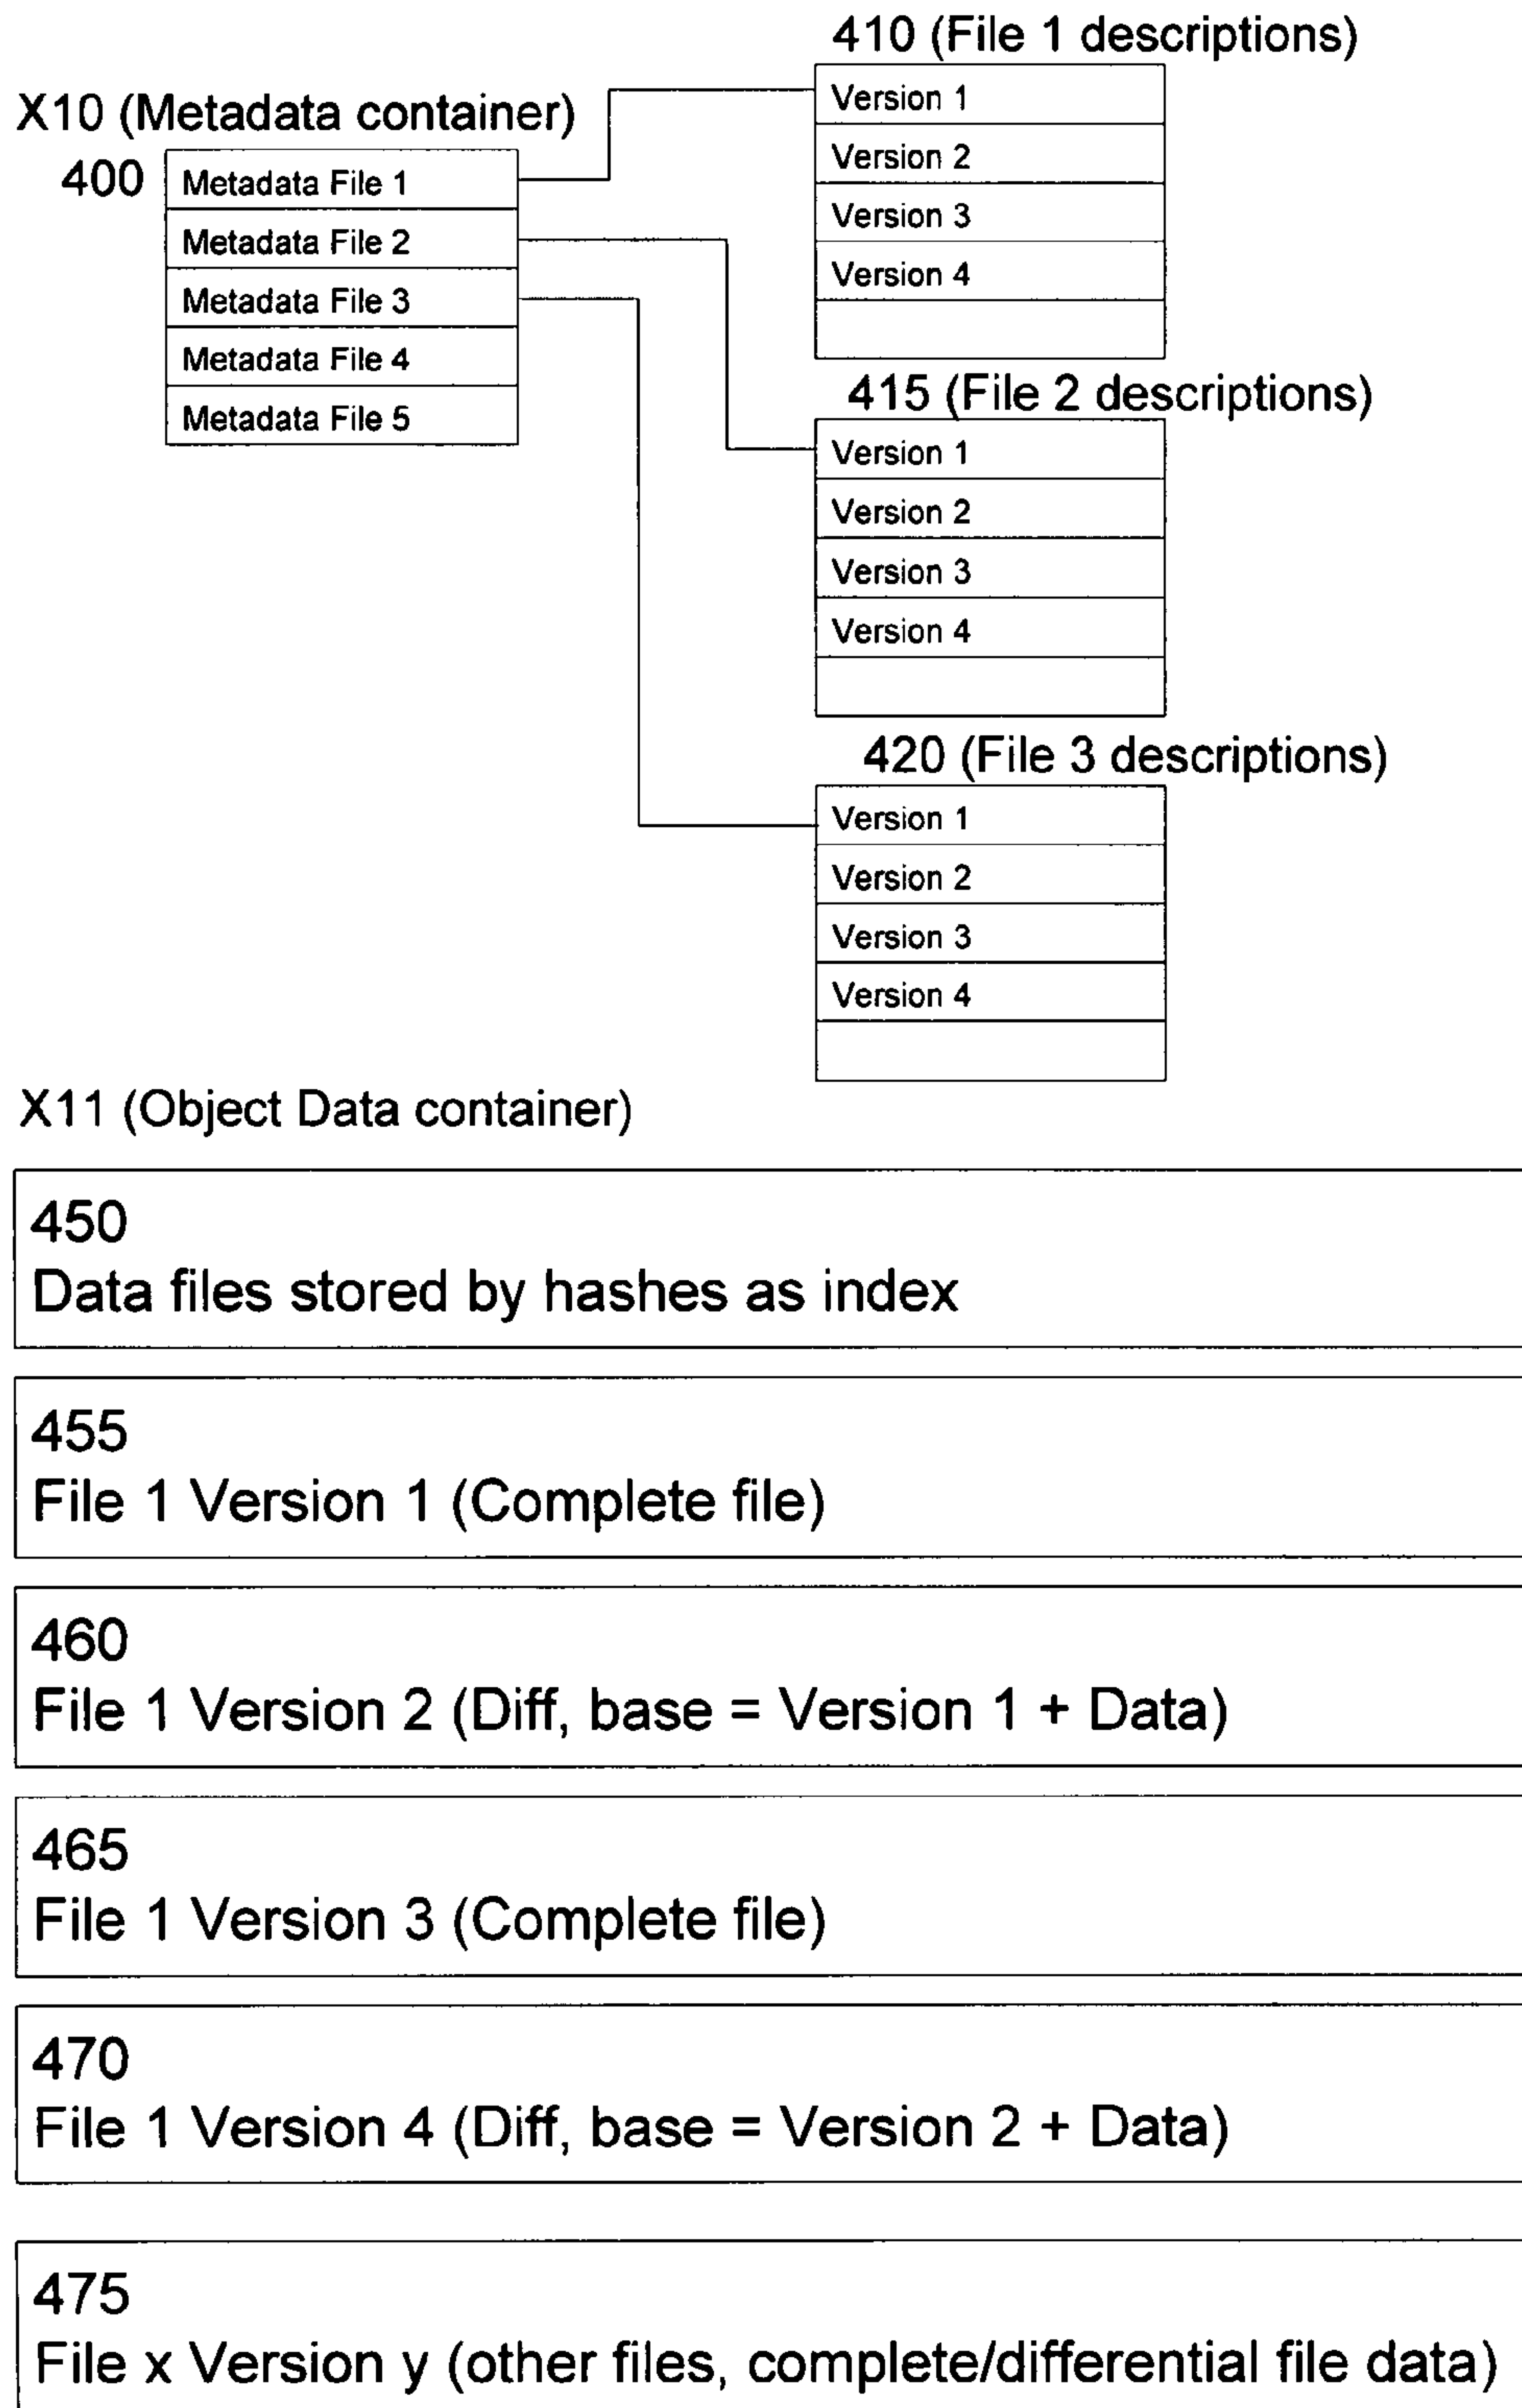 X10 (Metadata container)
400
Metadata File 1
Metadata File 2
Metadata File 3
Metadata File 4
Metadata File 5
410 (File 1 descriptions)
Version 1
Version 2
Version 3
Version 4
415 (File 2 descriptions)
Version 1
Version 2
Version 3
Version 4
420 (File 3 descriptions)
Version 1
Version 2
Version 3
Version 4
X11 (Object Data container)
450
Data files stored by hashes as index
455
File 1 Version 1 (Complete file)
460
File 1 Version 2 (Diff, base = Version 1 + Data)
465
File 1 Version 3 (Complete file)
470
File 1 Version 4 (Diff, base = Version 2 + Data)
475
File x Version y (other files, complete/differential file data)